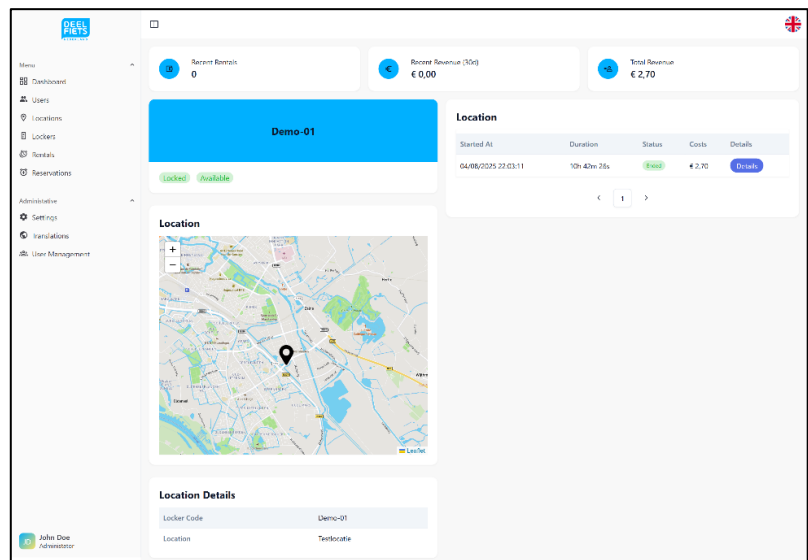 DEEL
FIETS
Menu
Dashboard
Users
Locations
Lockers
Rentals
Reservations
Administrative
Settings
Translations
User Management
John Doe
Administrator
Recent Rentals
0
Recent Revenue (30d)
€ 0,00
Total Revenue
€ 2,70
Demo-01
Locked Available
Location
+
−
Leaflet
Location Details
Locker Code Demo-01
Location Testlocatie
Location
Started At Duration Status Costs Details
04/08/2025 22:03:11 10h 42m 26s € 2,70 Details
< 1 >